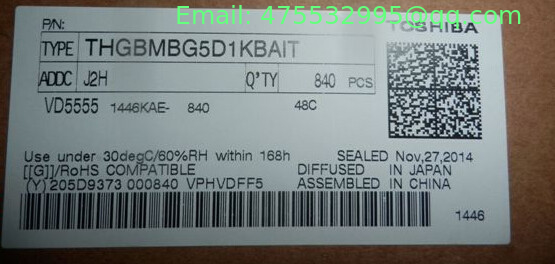 Email: 475532995@qq.com
P/N:
TOSHIBA
TYPE THGBMBG5D1KBAIT
ADDC J2H Q'TY 840 PCS
VD5555 1446KAE- 840 48C
Use under 30degC/60%RH within 168h SEALED Nov,27,2014
[[G]]/RoHS COMPATIBLE DIFFUSED IN JAPAN
(Y)205D9373 000840 VPHVDFF5 ASSEMBLED IN CHINA
1446